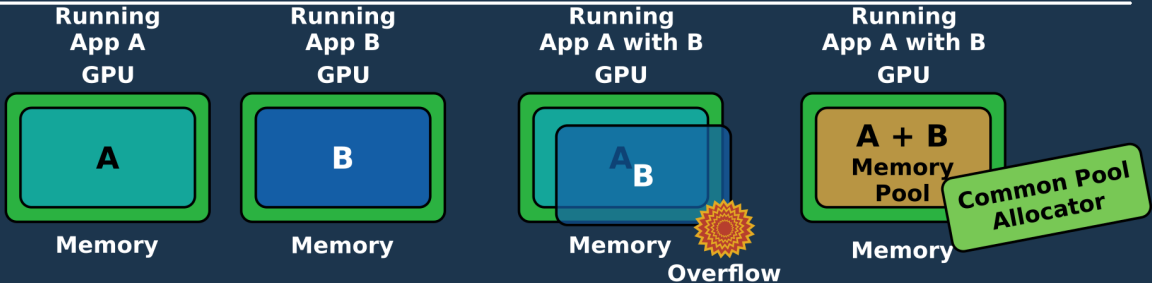 Running
App A
GPU
A
Memory
Running
App B
GPU
B
Memory
Running
App A with B
GPU
A
B
Memory
Overflow
Running
App A with B
GPU
A + B
Memory
Pool
Common Pool
Allocator
Memory